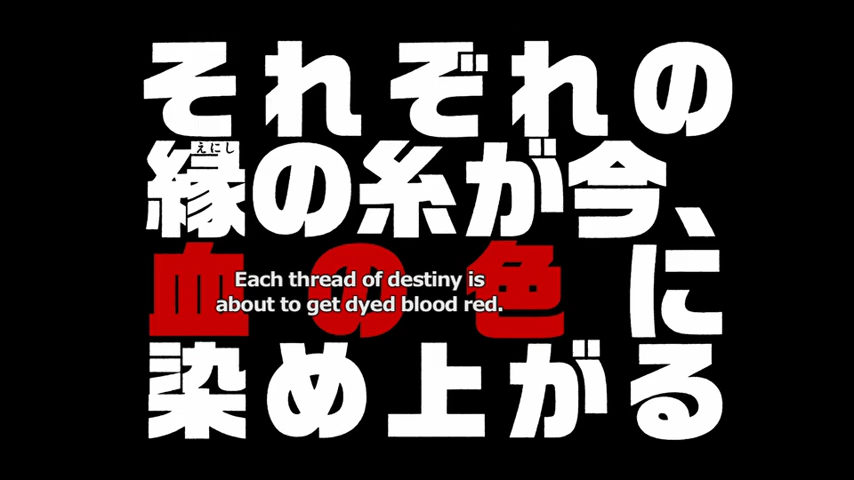 それぞれの
えにし
縁の糸が今、
血の色に
Each thread of destiny is
about to get dyed blood red.
染め上がる